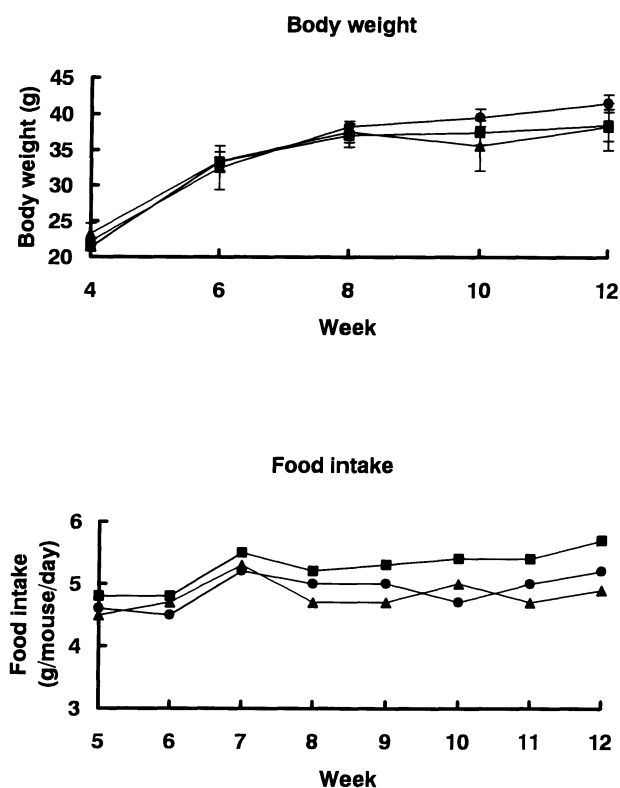 Body weight
45
40
35
30
25
20
Body weight (g)
4 6 8 10 12
Week
Food intake
6
5
4
3
Food intake
(g/mouse/day)
5 6 7 8 9 10 11 12
Week